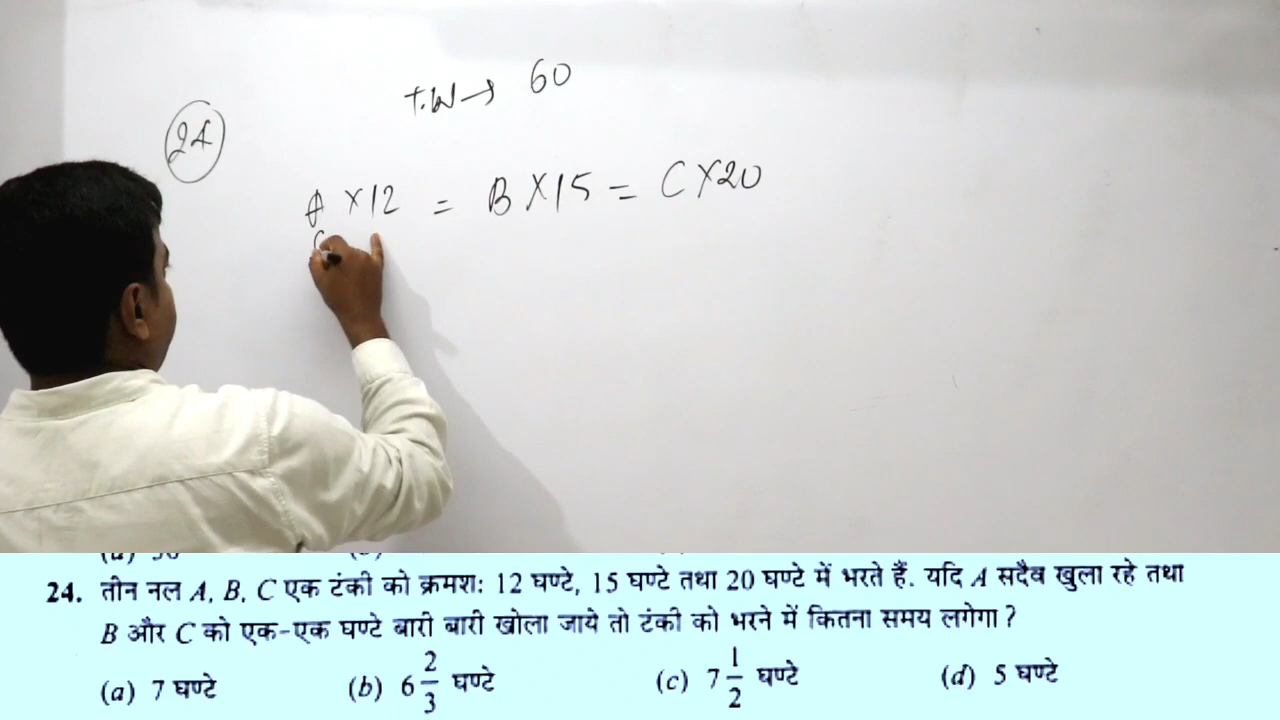 T.W→ 60
24
A × 12 = B × 15 = C × 20
24. तीन नल A, B, C एक टंकी को क्रमश: 12 घण्टे, 15 घण्टे तथा 20 घण्टे में भरते हैं. यदि A सदैव खुला रहे तथा
B और C को एक-एक घण्टे बारी बारी खोला जाये तो टंकी को भरने में कितना समय लगेगा ?
(a) 7 घण्टे (b) 6 2/3 घण्टे (c) 7 1/2 घण्टे (d) 5 घण्टे